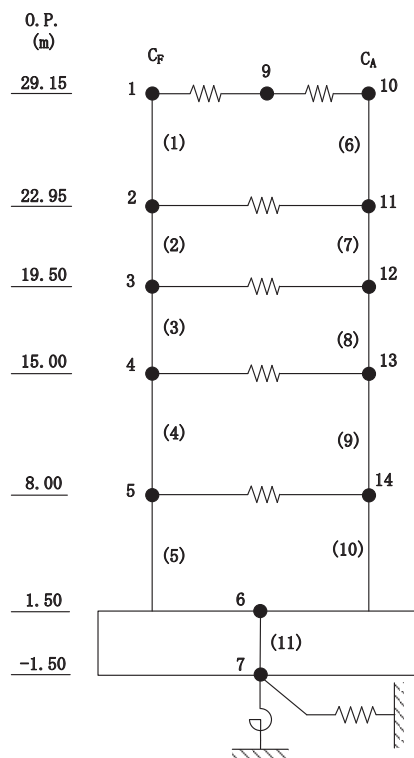 O.P.
(m)
C_F C_A
29.15 1 9 10
(1) (6)
22.95 2 11
(2) (7)
19.50 3 12
(3) (8)
15.00 4 13
(4) (9)
8.00 5 14
(5) (10)
1.50 6
(11)
-1.50 7